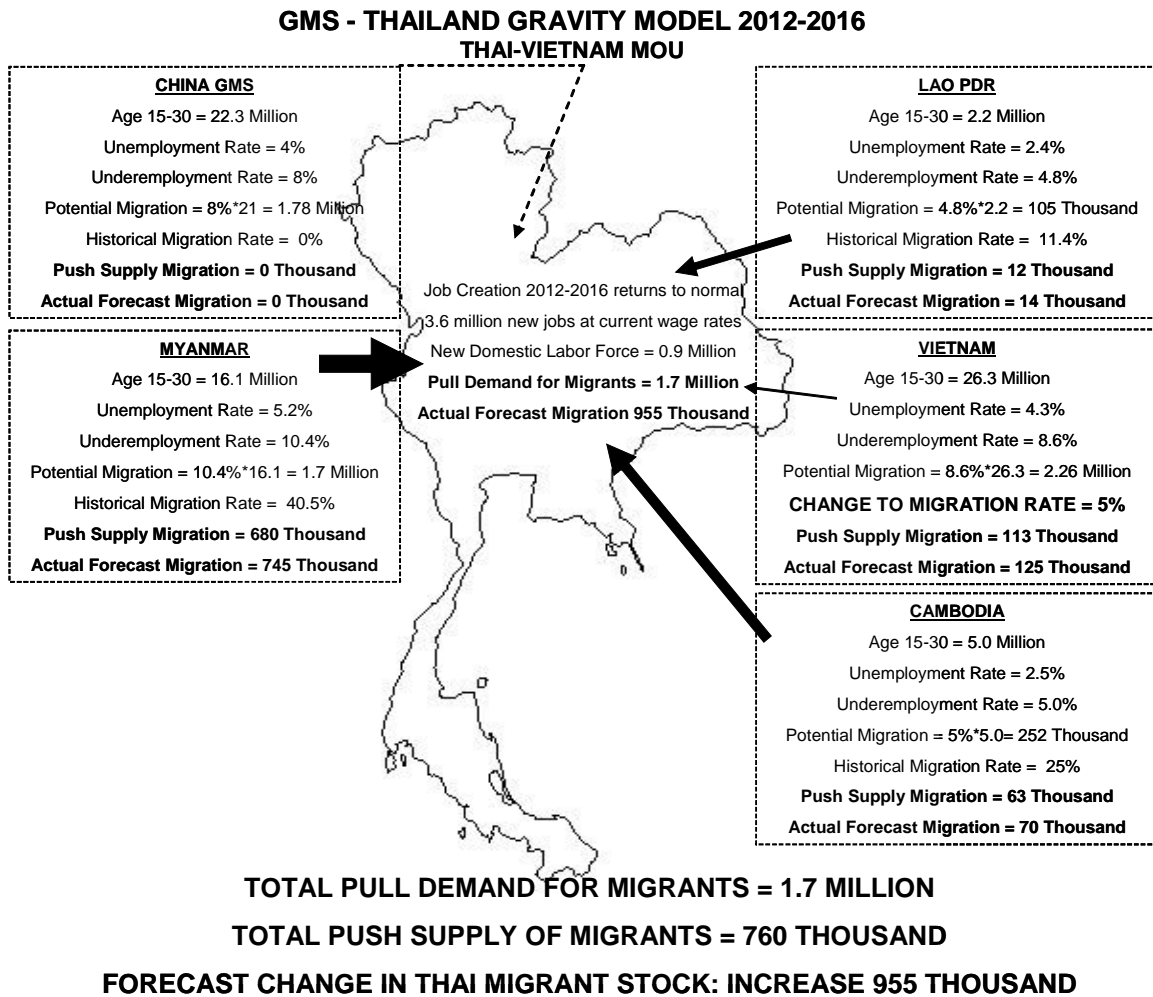 GMS - THAILAND GRAVITY MODEL 2012-2016
THAI-VIETNAM MOU
CHINA GMS
Age 15-30 = 22.3 Million
Unemployment Rate = 4%
Underemployment Rate = 8%
Potential Migration = 8%*21 = 1.78 Million
Historical Migration Rate = 0%
Push Supply Migration = 0 Thousand
Actual Forecast Migration = 0 Thousand
MYANMAR
Age 15-30 = 16.1 Million
Unemployment Rate = 5.2%
Underemployment Rate = 10.4%
Potential Migration = 10.4%*16.1 = 1.7 Million
Historical Migration Rate = 40.5%
Push Supply Migration = 680 Thousand
Actual Forecast Migration = 745 Thousand
Job Creation 2012-2016 returns to normal
3.6 million new jobs at current wage rates
New Domestic Labor Force = 0.9 Million
Pull Demand for Migrants = 1.7 Million
Actual Forecast Migration 955 Thousand
LAO PDR
Age 15-30 = 2.2 Million
Unemployment Rate = 2.4%
Underemployment Rate = 4.8%
Potential Migration = 4.8%*2.2 = 105 Thousand
Historical Migration Rate = 11.4%
Push Supply Migration = 12 Thousand
Actual Forecast Migration = 14 Thousand
VIETNAM
Age 15-30 = 26.3 Million
Unemployment Rate = 4.3%
Underemployment Rate = 8.6%
Potential Migration = 8.6%*26.3 = 2.26 Million
CHANGE TO MIGRATION RATE = 5%
Push Supply Migration = 113 Thousand
Actual Forecast Migration = 125 Thousand
CAMBODIA
Age 15-30 = 5.0 Million
Unemployment Rate = 2.5%
Underemployment Rate = 5.0%
Potential Migration = 5%*5.0= 252 Thousand
Historical Migration Rate = 25%
Push Supply Migration = 63 Thousand
Actual Forecast Migration = 70 Thousand
TOTAL PULL DEMAND FOR MIGRANTS = 1.7 MILLION
TOTAL PUSH SUPPLY OF MIGRANTS = 760 THOUSAND
FORECAST CHANGE IN THAI MIGRANT STOCK: INCREASE 955 THOUSAND